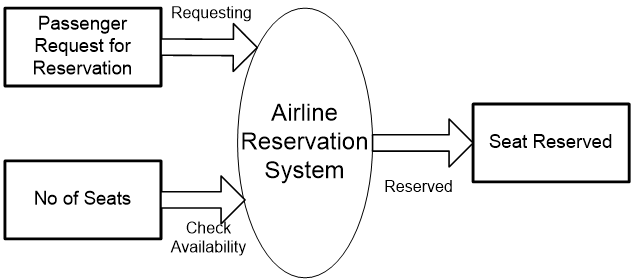 Passenger
Request for
Reservation
Requesting
Airline
Reservation
System
Seat Reserved
Reserved
No of Seats
Check
Availability